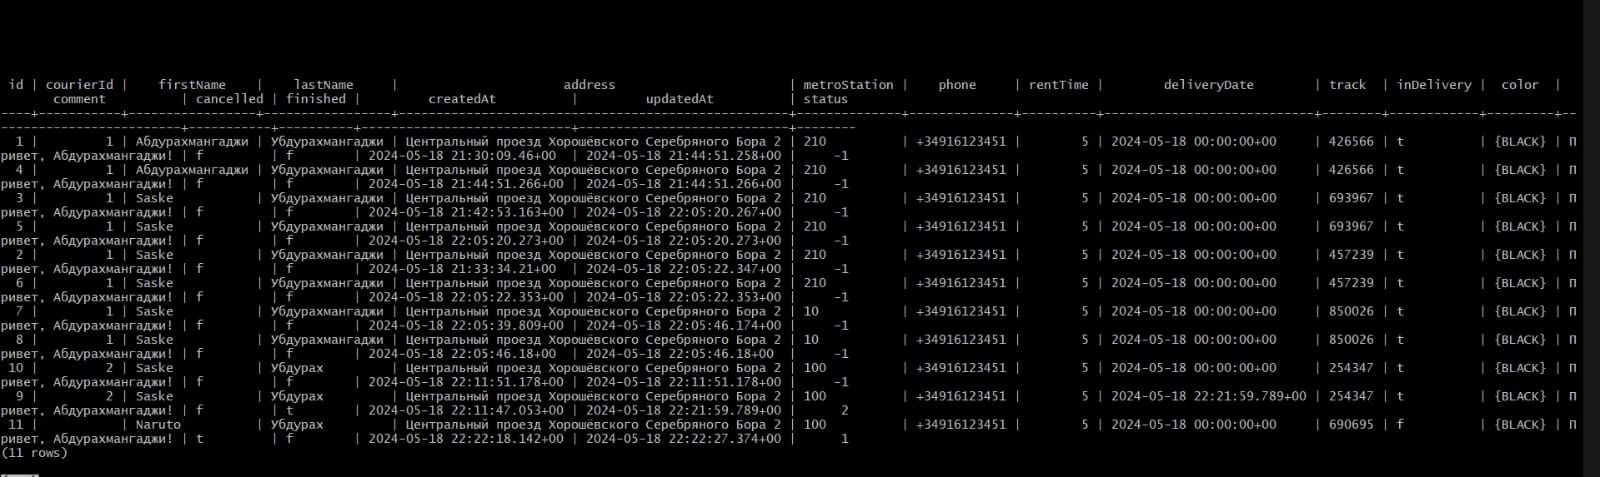 id | courierId | firstName | lastName | address | metroStation | phone | rentTime | deliveryDate | track | inDelivery | color |
comment | cancelled | finished | createdAt | updatedAt | status
----+-----------+----------------+---------------+----------------------------------------------------+--------------+--------------+----------+----------------------------+--------+------------+---------+--
----------------------+-----------+----------+----------------------------+----------------------------+--------
1 | 1 | Абдурахмангаджи | Убдурахмангаджи | Центральный проезд Хорошёвского Серебряного Бора 2 | 210 | +34916123451 | 5 | 2024-05-18 00:00:00+00 | 426566 | t | {BLACK} | П
ривет, Абдурахмангаджи! | f | f | 2024-05-18 21:30:09.46+00 | 2024-05-18 21:44:51.258+00 | -1
4 | 1 | Абдурахмангаджи | Убдурахмангаджи | Центральный проезд Хорошёвского Серебряного Бора 2 | 210 | +34916123451 | 5 | 2024-05-18 00:00:00+00 | 426566 | t | {BLACK} | П
ривет, Абдурахмангаджи! | f | f | 2024-05-18 21:44:51.266+00 | 2024-05-18 21:44:51.266+00 | -1
3 | 1 | Saske | Убдурахмангаджи | Центральный проезд Хорошёвского Серебряного Бора 2 | 210 | +34916123451 | 5 | 2024-05-18 00:00:00+00 | 693967 | t | {BLACK} | П
ривет, Абдурахмангаджи! | f | f | 2024-05-18 21:42:53.163+00 | 2024-05-18 22:05:20.267+00 | -1
5 | 1 | Saske | Убдурахмангаджи | Центральный проезд Хорошёвского Серебряного Бора 2 | 210 | +34916123451 | 5 | 2024-05-18 00:00:00+00 | 693967 | t | {BLACK} | П
ривет, Абдурахмангаджи! | f | f | 2024-05-18 22:05:20.273+00 | 2024-05-18 22:05:20.273+00 | -1
2 | 1 | Saske | Убдурахмангаджи | Центральный проезд Хорошёвского Серебряного Бора 2 | 210 | +34916123451 | 5 | 2024-05-18 00:00:00+00 | 457239 | t | {BLACK} | П
ривет, Абдурахмангаджи! | f | f | 2024-05-18 21:33:34.21+00 | 2024-05-18 22:05:22.347+00 | -1
6 | 1 | Saske | Убдурахмангаджи | Центральный проезд Хорошёвского Серебряного Бора 2 | 210 | +34916123451 | 5 | 2024-05-18 00:00:00+00 | 457239 | t | {BLACK} | П
ривет, Абдурахмангаджи! | f | f | 2024-05-18 22:05:22.353+00 | 2024-05-18 22:05:22.353+00 | -1
7 | 1 | Saske | Убдурахмангаджи | Центральный проезд Хорошёвского Серебряного Бора 2 | 10 | +34916123451 | 5 | 2024-05-18 00:00:00+00 | 850026 | t | {BLACK} | П
ривет, Абдурахмангаджи! | f | f | 2024-05-18 22:05:39.809+00 | 2024-05-18 22:05:46.174+00 | -1
8 | 1 | Saske | Убдурахмангаджи | Центральный проезд Хорошёвского Серебряного Бора 2 | 10 | +34916123451 | 5 | 2024-05-18 00:00:00+00 | 850026 | t | {BLACK} | П
ривет, Абдурахмангаджи! | f | f | 2024-05-18 22:05:46.18+00 | 2024-05-18 22:05:46.18+00 | -1
10 | 2 | Saske | Убдурах | Центральный проезд Хорошёвского Серебряного Бора 2 | 100 | +34916123451 | 5 | 2024-05-18 00:00:00+00 | 254347 | t | {BLACK} | П
ривет, Абдурахмангаджи! | f | f | 2024-05-18 22:11:51.178+00 | 2024-05-18 22:11:51.178+00 | -1
9 | 2 | Saske | Убдурах | Центральный проезд Хорошёвского Серебряного Бора 2 | 100 | +34916123451 | 5 | 2024-05-18 22:21:59.789+00 | 254347 | t | {BLACK} | П
ривет, Абдурахмангаджи! | f | t | 2024-05-18 22:11:47.053+00 | 2024-05-18 22:21:59.789+00 | 2
11 | | Naruto | Убдурах | Центральный проезд Хорошёвского Серебряного Бора 2 | 100 | +34916123451 | 5 | 2024-05-18 00:00:00+00 | 690695 | f | {BLACK} | П
ривет, Абдурахмангаджи! | t | f | 2024-05-18 22:22:18.142+00 | 2024-05-18 22:22:27.374+00 | 1
(11 rows)